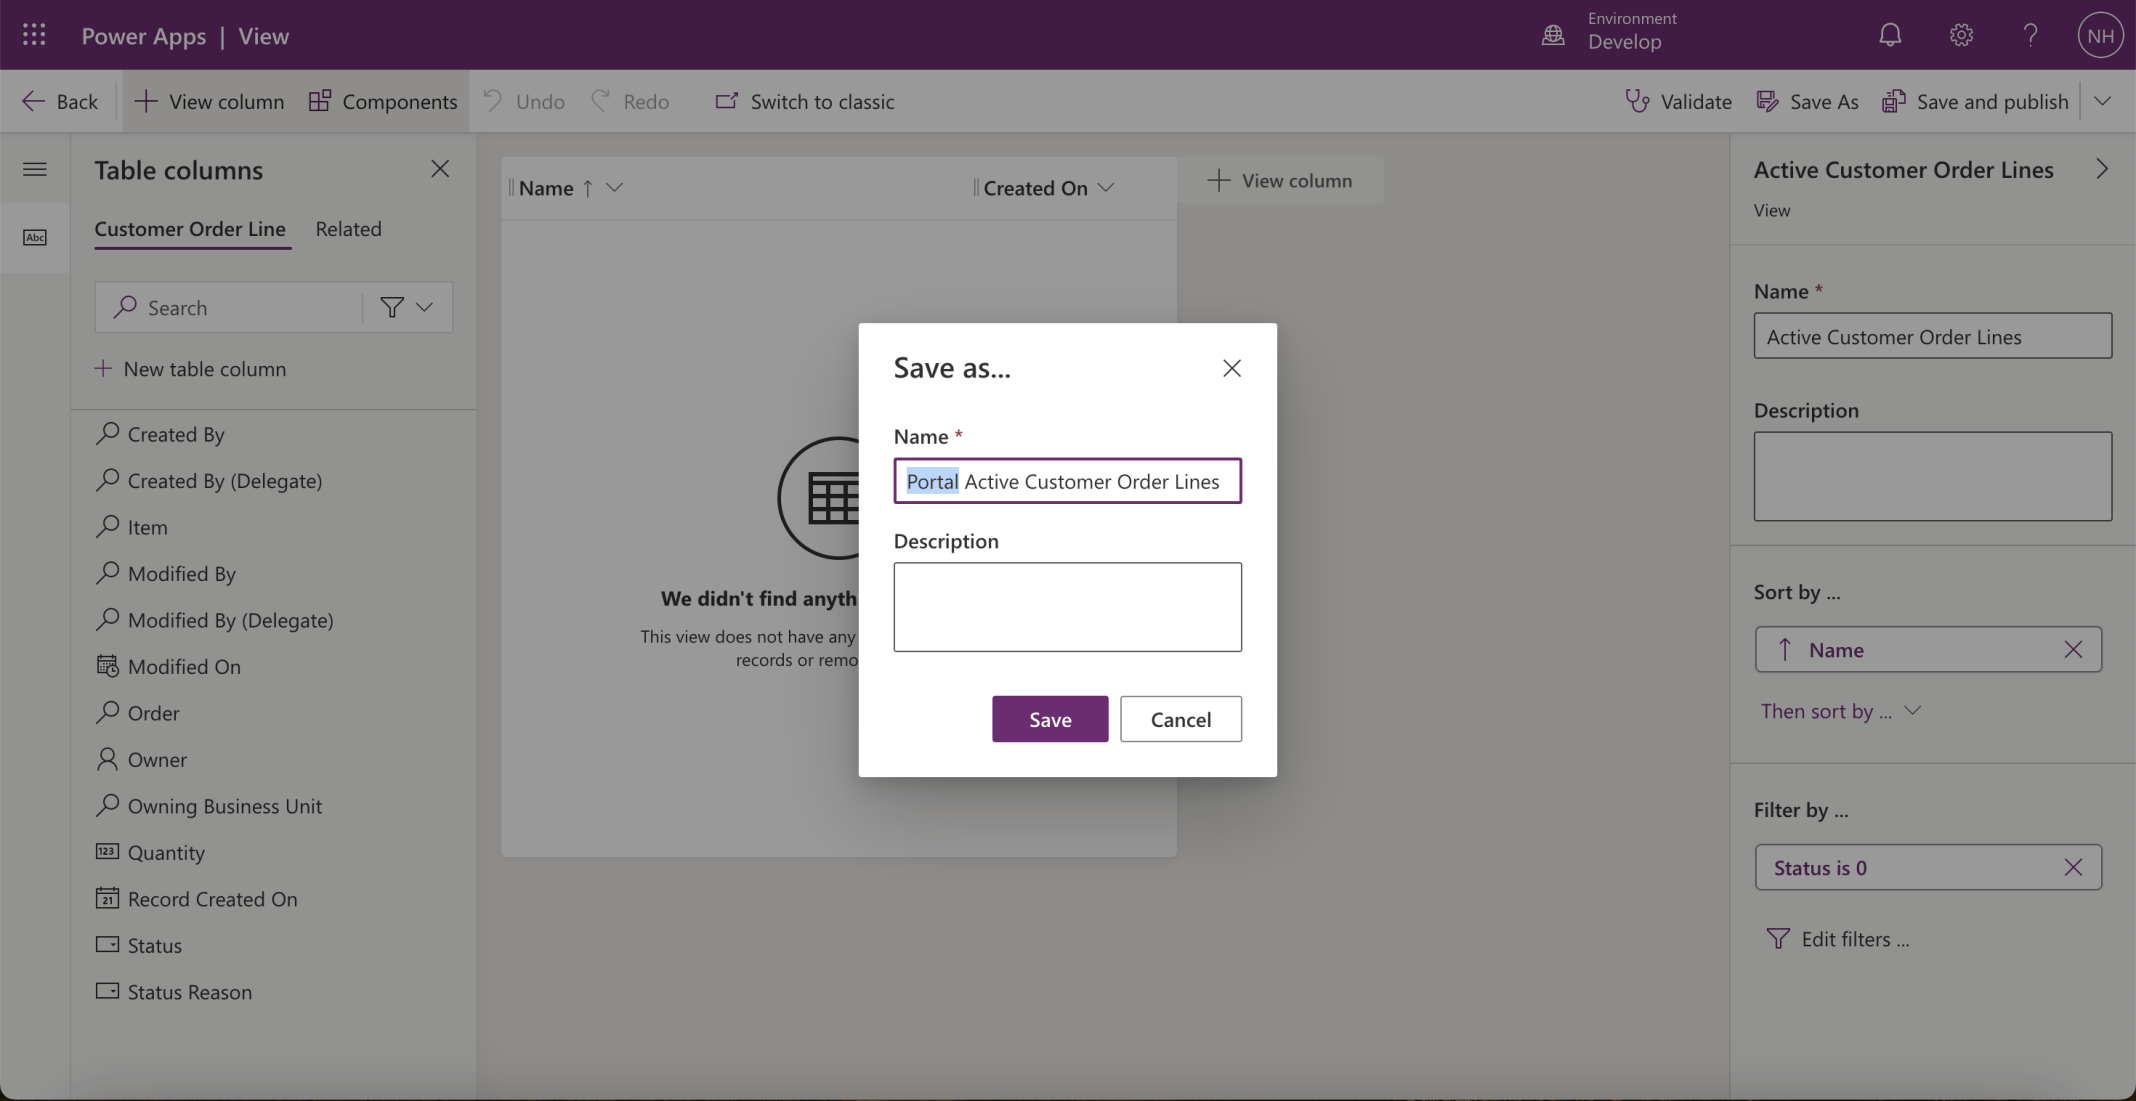 Power Apps | View
Environment
Develop
NH
Back
View column
Components
Undo
Redo
Switch to classic
Validate
Save As
Save and publish
Abc
Table columns
Customer Order Line
Related
Search
New table column
Created By
Created By (Delegate)
Item
Modified By
Modified By (Delegate)
Modified On
Order
Owner
Owning Business Unit
123 Quantity
21 Record Created On
Status
Status Reason
Name
Created On
View column
We didn't find anyth
This view does not have any
records or remo
Save as...
Name *
Portal Active Customer Order Lines
Description
Save
Cancel
Active Customer Order Lines
View
Name *
Active Customer Order Lines
Description
Sort by ...
Name
Then sort by ...
Filter by ...
Status is 0
Edit filters ...